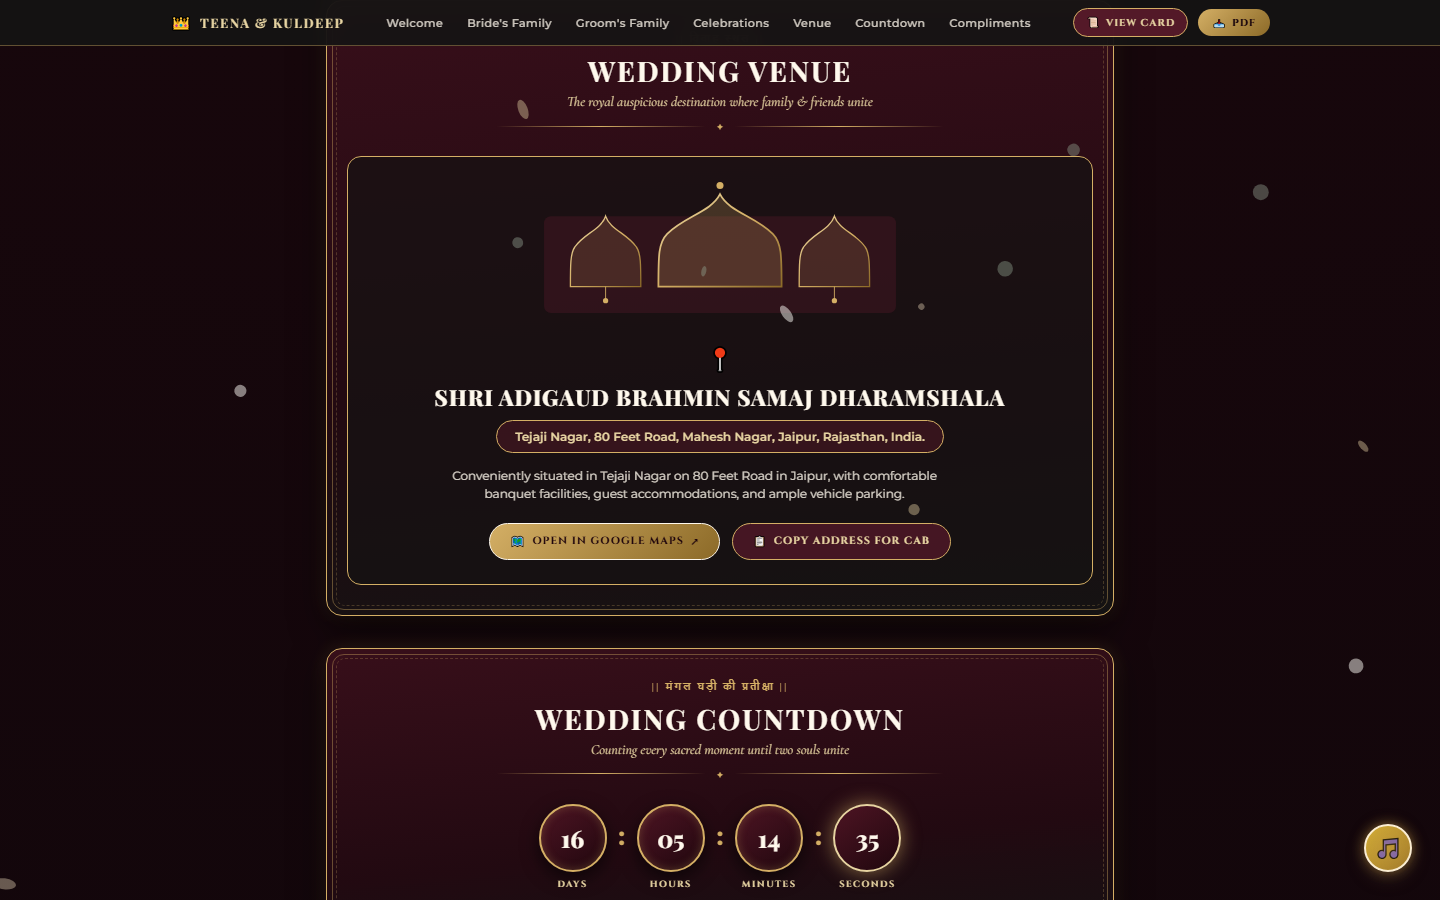 TEENA & KULDEEP
Welcome
Bride's Family
Groom's Family
Celebrations
Venue
Countdown
Compliments
VIEW CARD
PDF
WEDDING VENUE
The royal auspicious destination where family & friends unite
SHRI ADIGAUD BRAHMIN SAMAJ DHARAMSHALA
Tejaji Nagar, 80 Feet Road, Mahesh Nagar, Jaipur, Rajasthan, India.
Conveniently situated in Tejaji Nagar on 80 Feet Road in Jaipur, with comfortable
banquet facilities, guest accommodations, and ample vehicle parking.
OPEN IN GOOGLE MAPS ↗
COPY ADDRESS FOR CAB
|| मंगल घड़ी की प्रतीक्षा ||
WEDDING COUNTDOWN
Counting every sacred moment until two souls unite
16 : 05 : 14 : 35
DAYS HOURS MINUTES SECONDS